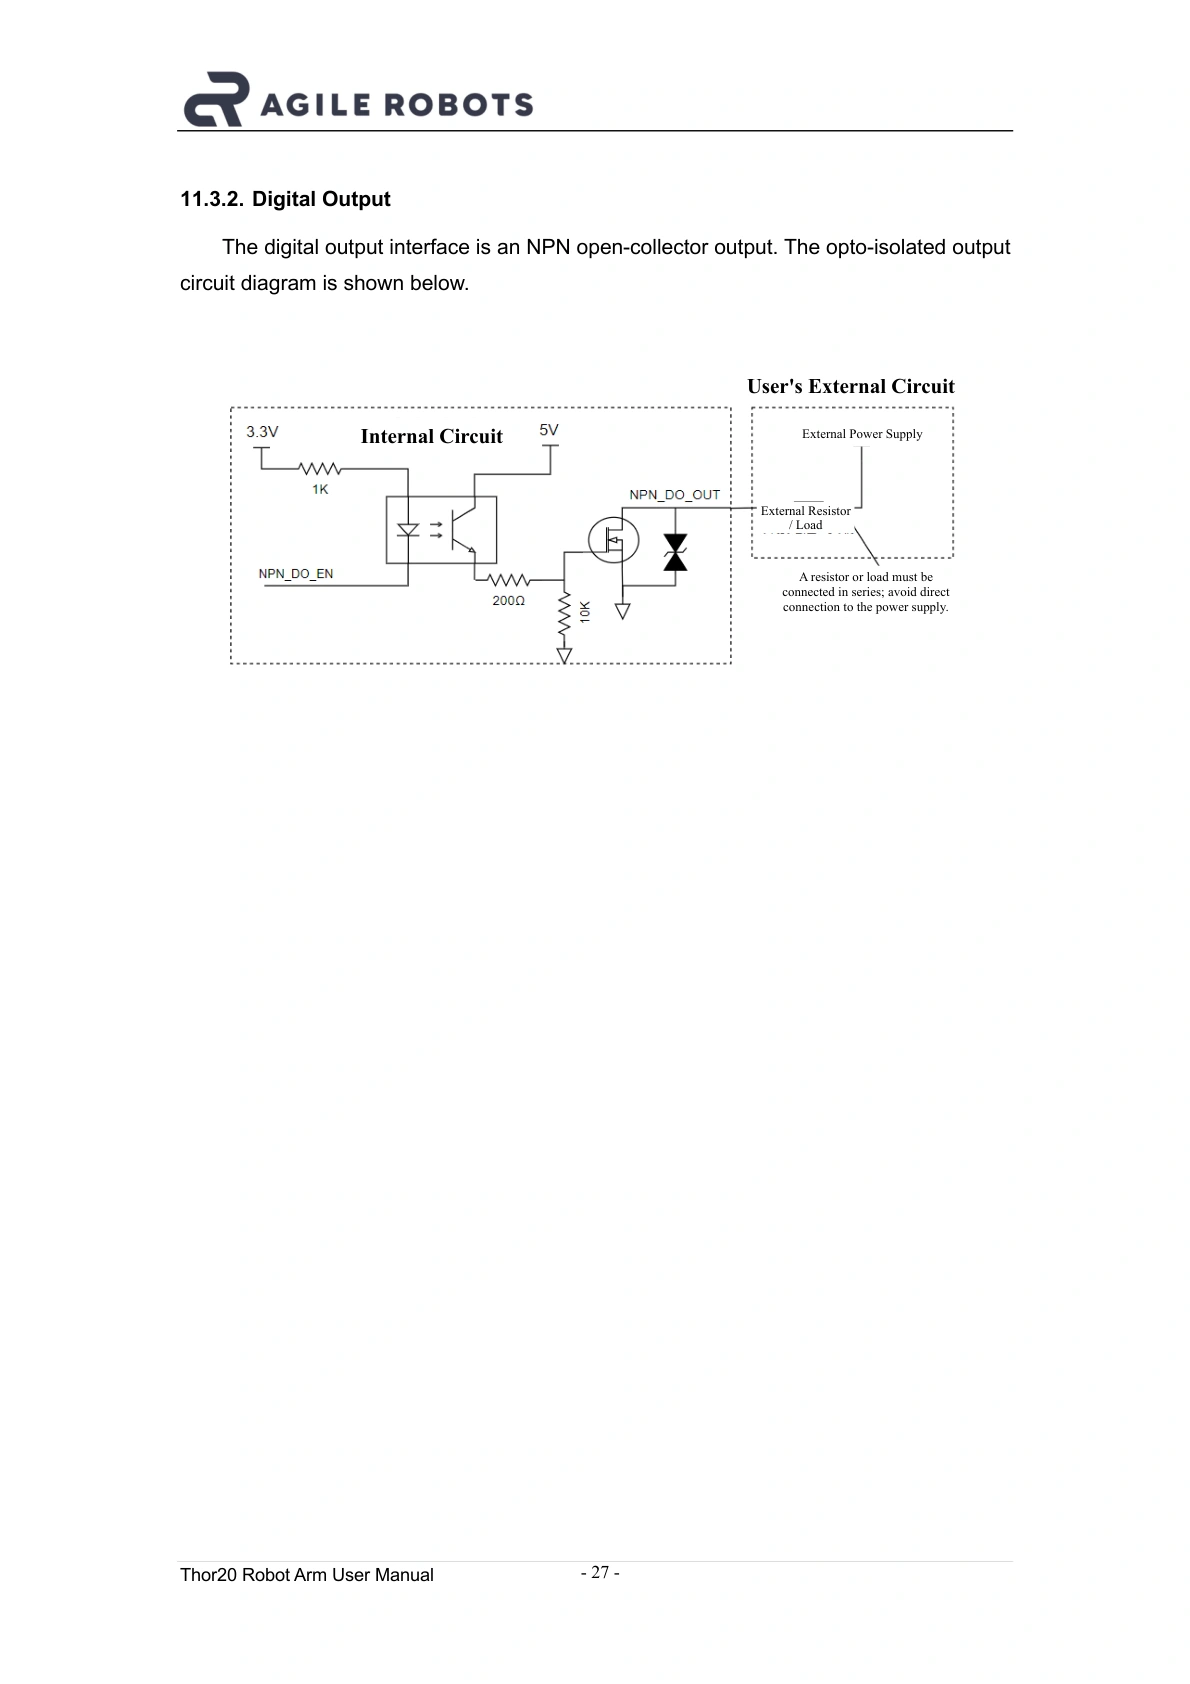 AGILE ROBOTS
11.3.2. Digital Output
The digital output interface is an NPN open-collector output. The opto-isolated output
circuit diagram is shown below.
User's External Circuit
3.3V
Internal Circuit
5V
External Power Supply
1K
NPN_DO_OUT
External Resistor
/ Load
NPN_DO_EN
200Ω
10K
A resistor or load must be
connected in series; avoid direct
connection to the power supply.
Thor20 Robot Arm User Manual
- 27 -